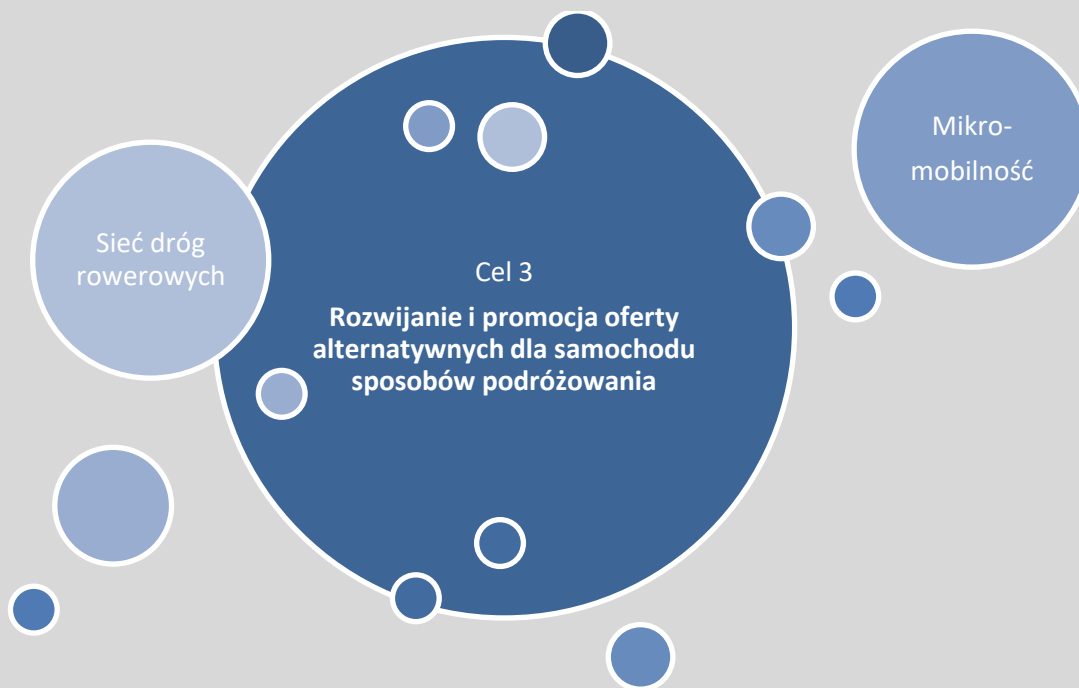 Mikro-
mobilność
Sieć dróg
rowerowych
Cel 3
Rozwijanie i promocja oferty
alternatywnych dla samochodu
sposobów podróżowania